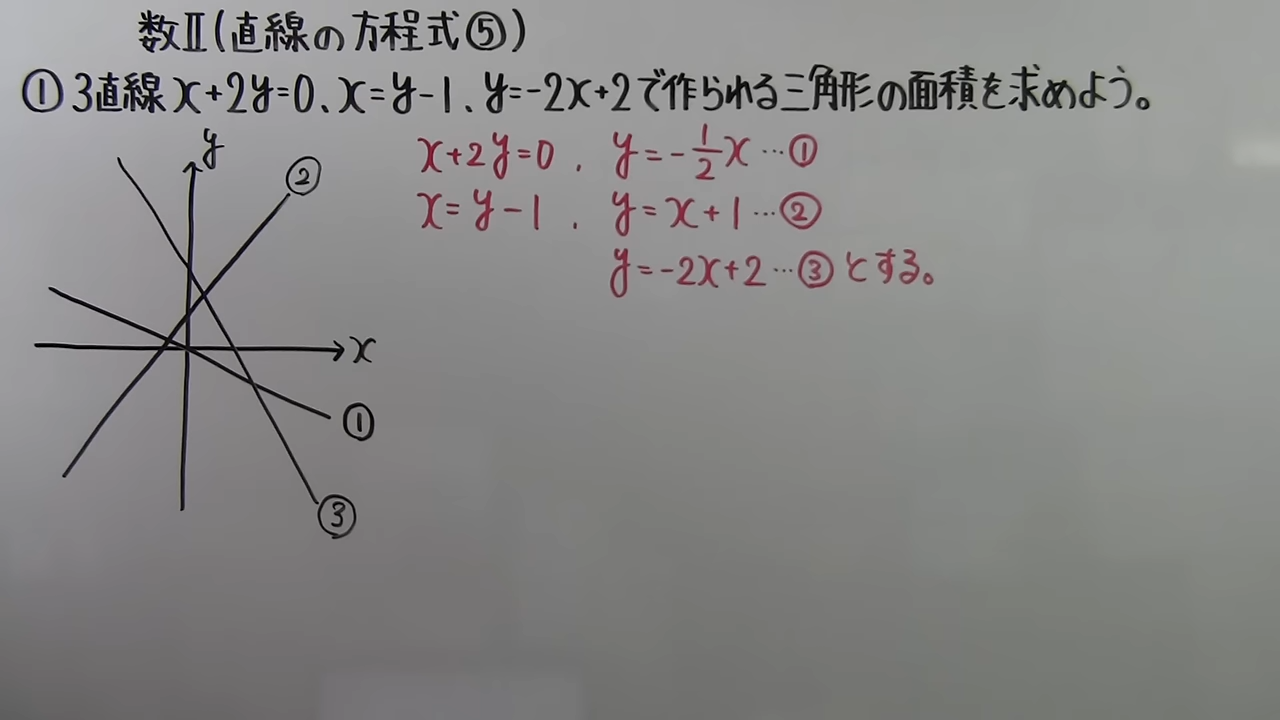 数Ⅱ(直線の方程式⑤)
① 3直線 x+2y=0、x=y-1、y=-2x+2で作られる三角形の面積を求めよう。
y
②
x+2y=0 . y=-1/2x …①
x=y-1 . y=x+1 …②
y=-2x+2 …③ とする。
x
①
③